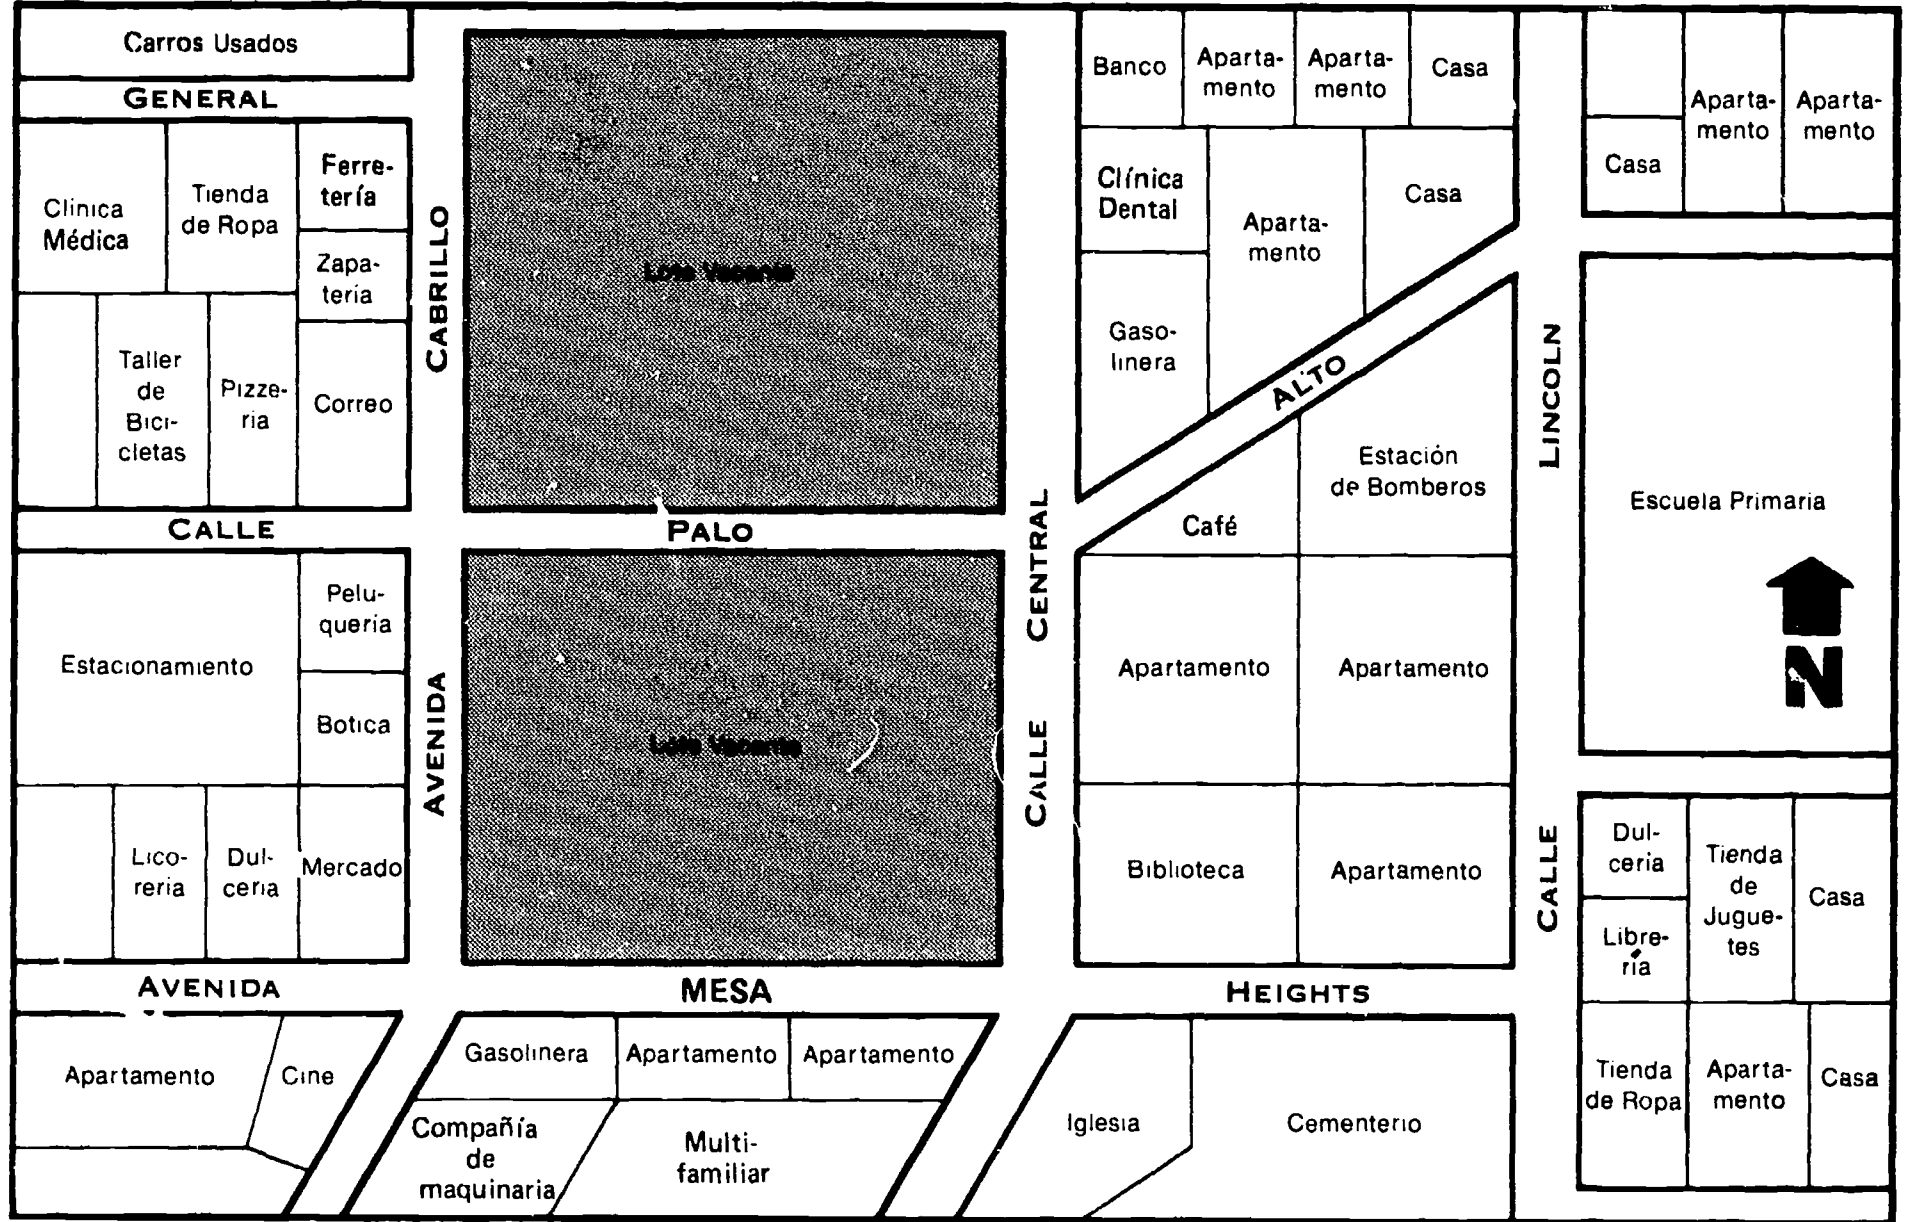 Carros Usados
GENERAL
Clinica
Médica
Tienda
de Ropa
Ferre-
tería
Zapa-
teria
Taller
de
Bici-
cletas
Pizze-
ria
Correo
AVENIDA CABRILLO
Lote Vacante
Banco
Aparta-
mento
Aparta-
mento
Casa
Clínica
Dental
Aparta-
mento
Casa
Gaso-
linera
Casa
Aparta-
mento
Aparta-
mento
CALLE PALO ALTO
Estacionamiento
Pelu-
queria
Botica
Lico-
reria
Dul-
ceria
Mercado
Lote Vacante
CALLE CENTRAL
Café
Estación
de Bomberos
Apartamento
Apartamento
Biblioteca
Apartamento
CALLE LINCOLN
Escuela Primaria
N
Dul-
ceria
Tienda
de
Jugue-
tes
Casa
Libre-
ría
Tienda
de Ropa
Aparta-
mento
Casa
AVENIDA MESA HEIGHTS
Apartamento
Cine
Gasolinera
Apartamento
Apartamento
Compañía
de
maquinaria
Multi-
familiar
Iglesia
Cementerio